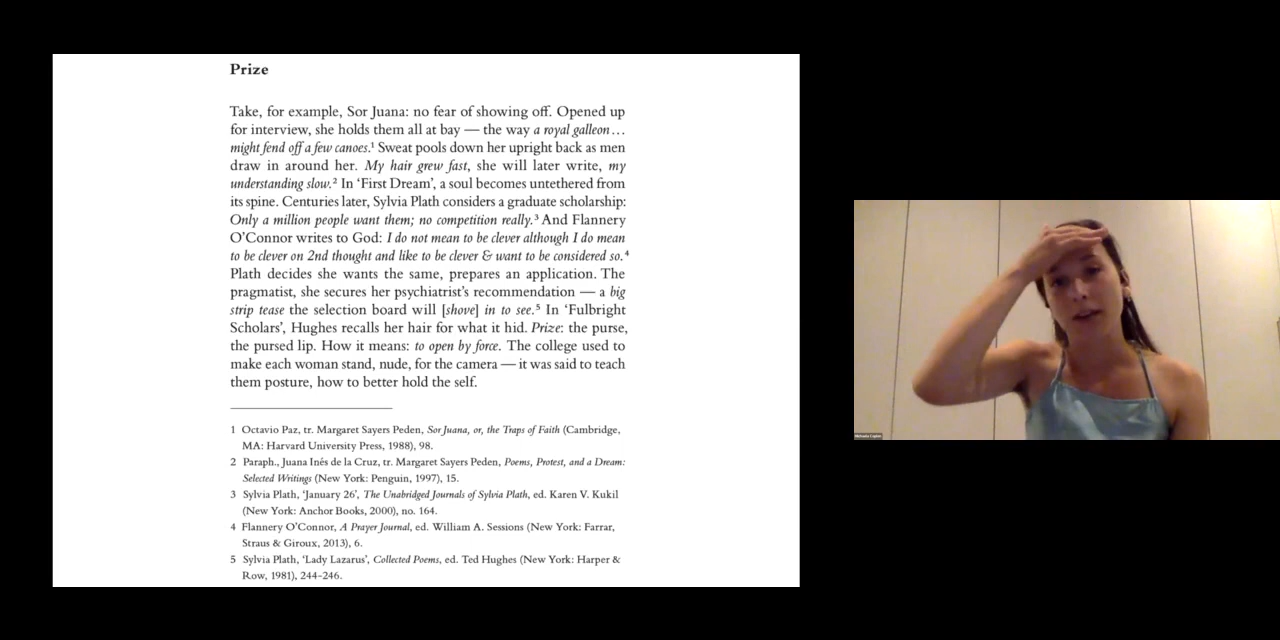 Prize
Take, for example, Sor Juana: no fear of showing off. Opened up
for interview, she holds them all at bay — the way a royal galleon…
might fend off a few canoes.¹ Sweat pools down her upright back as men
draw in around her. My hair grew fast, she will later write, my
understanding slow.² In ‘First Dream’, a soul becomes untethered from
its spine. Centuries later, Sylvia Plath considers a graduate scholarship:
Only a million people want them; no competition really.³ And Flannery
O’Connor writes to God: I do not mean to be clever although I do mean
to be clever on 2nd thought and like to be clever & want to be considered so.⁴
Plath decides she wants the same, prepares an application. The
pragmatist, she secures her psychiatrist’s recommendation — a big
strip tease the selection board will [shove] in to see.⁵ In ‘Fulbright
Scholars’, Hughes recalls her hair for what it hid. Prize: the purse,
the pursed lip. How it means: to open by force. The college used to
make each woman stand, nude, for the camera — it was said to teach
them posture, how to better hold the self.
1 Octavio Paz, tr. Margaret Sayers Peden, Sor Juana, or, the Traps of Faith (Cambridge,
MA: Harvard University Press, 1988), 98.
2 Paraph., Juana Inés de la Cruz, tr. Margaret Sayers Peden, Poems, Protest, and a Dream:
Selected Writings (New York: Penguin, 1997), 15.
3 Sylvia Plath, ‘January 26’, The Unabridged Journals of Sylvia Plath, ed. Karen V. Kukil
(New York: Anchor Books, 2000), no. 164.
4 Flannery O’Connor, A Prayer Journal, ed. William A. Sessions (New York: Farrar,
Straus & Giroux, 2013), 6.
5 Sylvia Plath, ‘Lady Lazarus’, Collected Poems, ed. Ted Hughes (New York: Harper &
Row, 1981), 244-246.